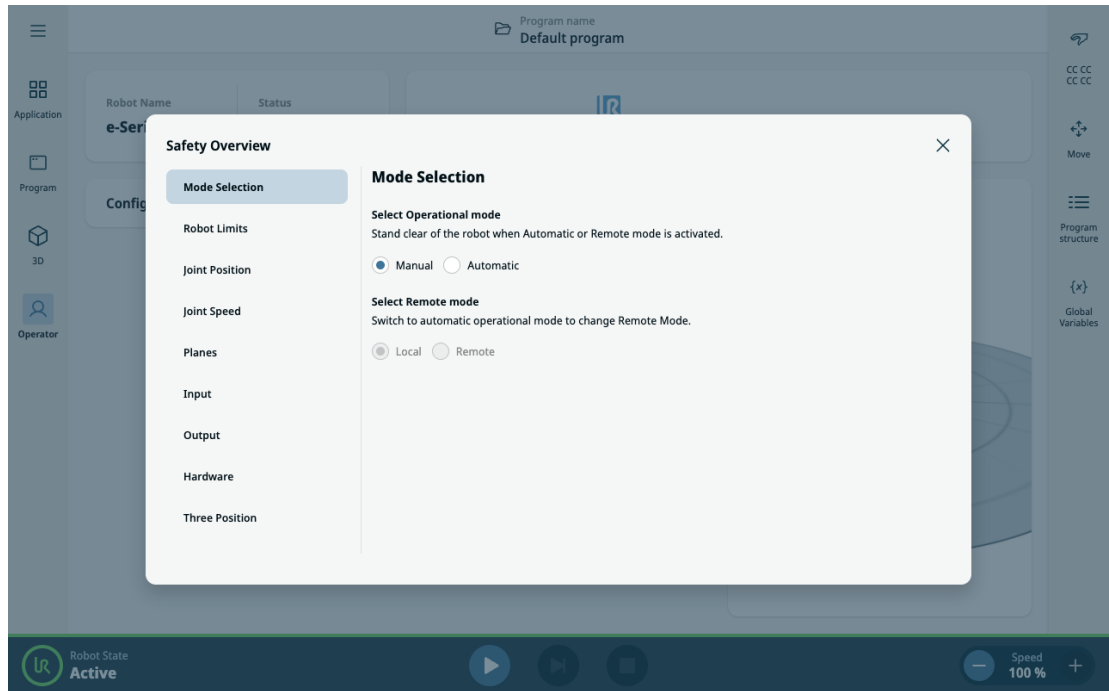 Program name
Default program
Application
Program
3D
Operator
Robot Name
Status
e-Seri
Config
Safety Overview
Mode Selection
Robot Limits
Joint Position
Joint Speed
Planes
Input
Output
Hardware
Three Position
Mode Selection
Select Operational mode
Stand clear of the robot when Automatic or Remote mode is activated.
Manual Automatic
Select Remote mode
Switch to automatic operational mode to change Remote Mode.
Local Remote
CC CC
CC CC
Move
Program
structure
{x}
Global
Variables
UR
Robot State
Active
Speed
100 %